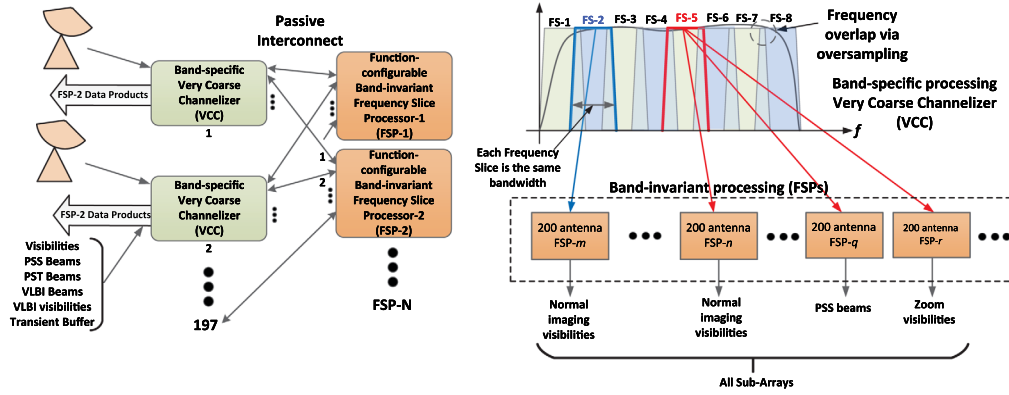 Passive
Interconnect
FSP-2 Data Products
Band-specific
Very Coarse
Channelizer
(VCC)
1
Function-
configurable
Band-invariant
Frequency Slice
Processor-1
(FSP-1)
FSP-2 Data Products
Band-specific
Very Coarse
Channelizer
(VCC)
2
1
2
Function-
configurable
Band-invariant
Frequency Slice
Processor-2
(FSP-2)
Visibilities
PSS Beams
PST Beams
VLBI Beams
VLBI visibilities
Transient Buffer
197
FSP-N
FS-1 FS-2 FS-3 FS-4 FS-5 FS-6 FS-7 FS-8
Frequency
overlap via
oversampling
Band-specific processing
Very Coarse Channelizer
(VCC)
f
Each Frequency
Slice is the same
bandwidth
Band-invariant processing (FSPs)
200 antenna
FSP-m
200 antenna
FSP-n
200 antenna
FSP-q
200 antenna
FSP-r
Normal
imaging
visibilities
Normal
imaging
visibilities
PSS beams
Zoom
visibilities
All Sub-Arrays